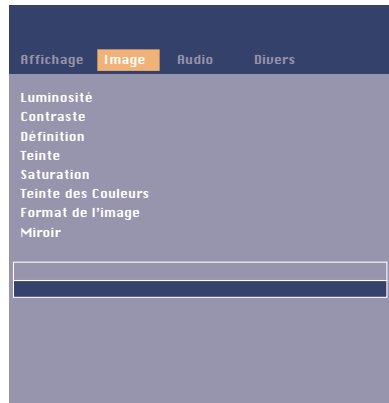 Affichage Image Audio Divers
Luminosité
Contraste
Définition
Teinte
Saturation
Teinte des Couleurs
Format de l'image
Miroir